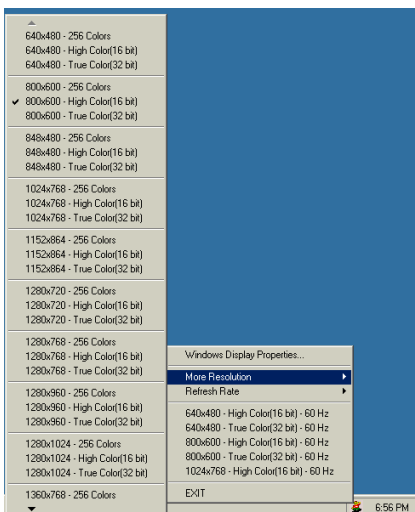 640x480 - 256 Colors
640x480 - High Color(16 bit)
640x480 - True Color(32 bit)
800x600 - 256 Colors
800x600 - High Color(16 bit)
800x600 - True Color(32 bit)
848x480 - 256 Colors
848x480 - High Color(16 bit)
848x480 - True Color(32 bit)
1024x768 - 256 Colors
1024x768 - High Color(16 bit)
1024x768 - True Color(32 bit)
1152x864 - 256 Colors
1152x864 - High Color(16 bit)
1152x864 - True Color(32 bit)
1280x720 - 256 Colors
1280x720 - High Color(16 bit)
1280x720 - True Color(32 bit)
1280x768 - 256 Colors
1280x768 - High Color(16 bit)
1280x768 - True Color(32 bit)
1280x960 - 256 Colors
1280x960 - High Color(16 bit)
1280x960 - True Color(32 bit)
1280x1024 - 256 Colors
1280x1024 - High Color(16 bit)
1280x1024 - True Color(32 bit)
1360x768 - 256 Colors
Windows Display Properties...
More Resolution
Refresh Rate
640x480 - High Color(16 bit) - 60 Hz
640x480 - True Color(32 bit) - 60 Hz
800x600 - High Color(16 bit) - 60 Hz
800x600 - True Color(32 bit) - 60 Hz
1024x768 - High Color(16 bit) - 60 Hz
EXIT
6:56 PM